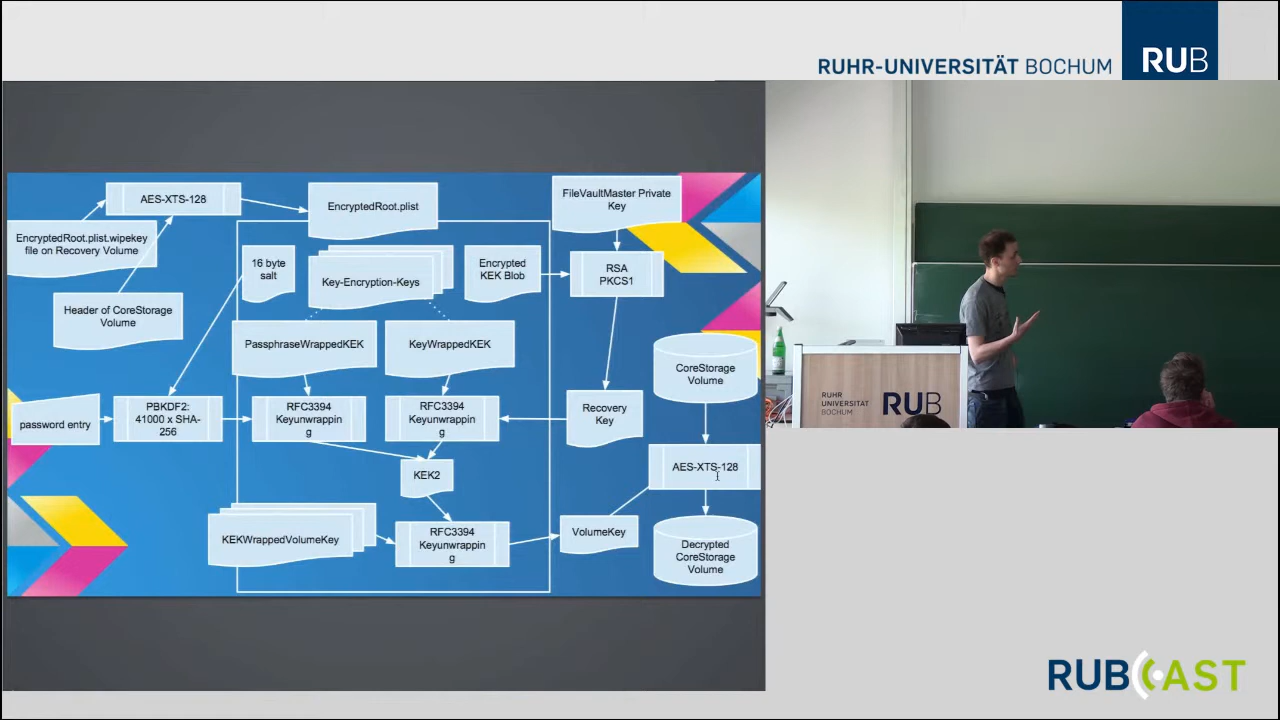 RUHR-UNIVERSITÄT BOCHUM
RUB
AES-XTS-128
EncryptedRoot.plist
FileVaultMaster Private
Key
EncryptedRoot.plist.wipekey
file on Recovery Volume
16 byte
salt
Key-Encryption-Keys
Encrypted
KEK Blob
RSA
PKCS1
Header of CoreStorage
Volume
PassphraseWrappedKEK
KeyWrappedKEK
CoreStorage
Volume
password entry
PBKDF2:
41000 x SHA-
256
RFC3394
Keyunwrappin
g
RFC3394
Keyunwrappin
g
Recovery
Key
KEK2
AES-XTS-128
KEKWrappedVolumeKey
RFC3394
Keyunwrappin
g
VolumeKey
Decrypted
CoreStorage
Volume
RUHR
UNIVERSITÄT
BOCHUM
RUB
RUBCAST